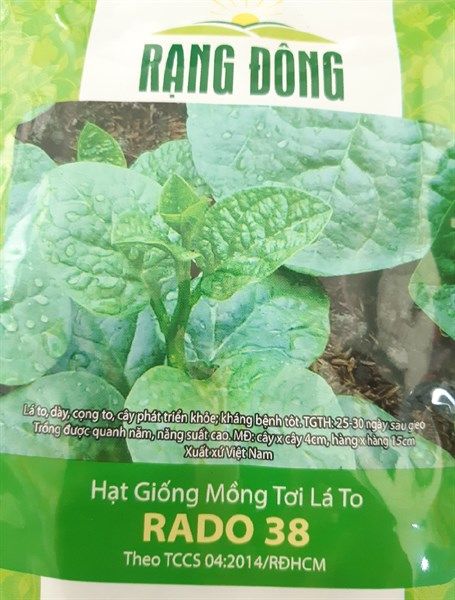 RẠNG ĐÔNG
Lá to, dày, cọng to, cây phát triển khỏe; kháng bệnh tốt. TGTH: 25-30 ngày sau gieo
Trồng được quanh năm, năng suất cao. MĐ: cây x cây 4cm, hàng x hàng 15cm
Xuất xứ Việt Nam
Hạt Giống Mồng Tơi Lá To
RADO 38
Theo TCCS 04:2014/RĐHCM